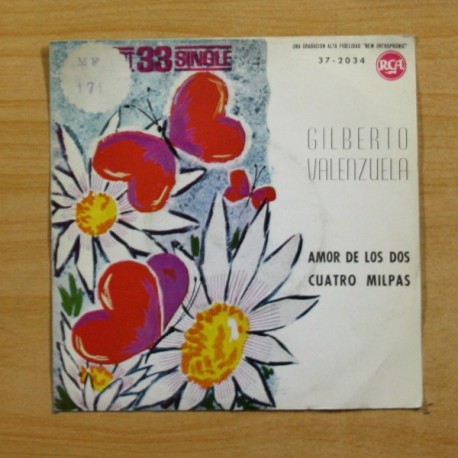 UNA GRABACION ALTA FIDELIDAD "NEW ORTHOPHONIC"
33 SINGLE
MF
171
37-2034
RCA
GILBERTO
VALENZUELA
AMOR DE LOS DOS
CUATRO MILPAS